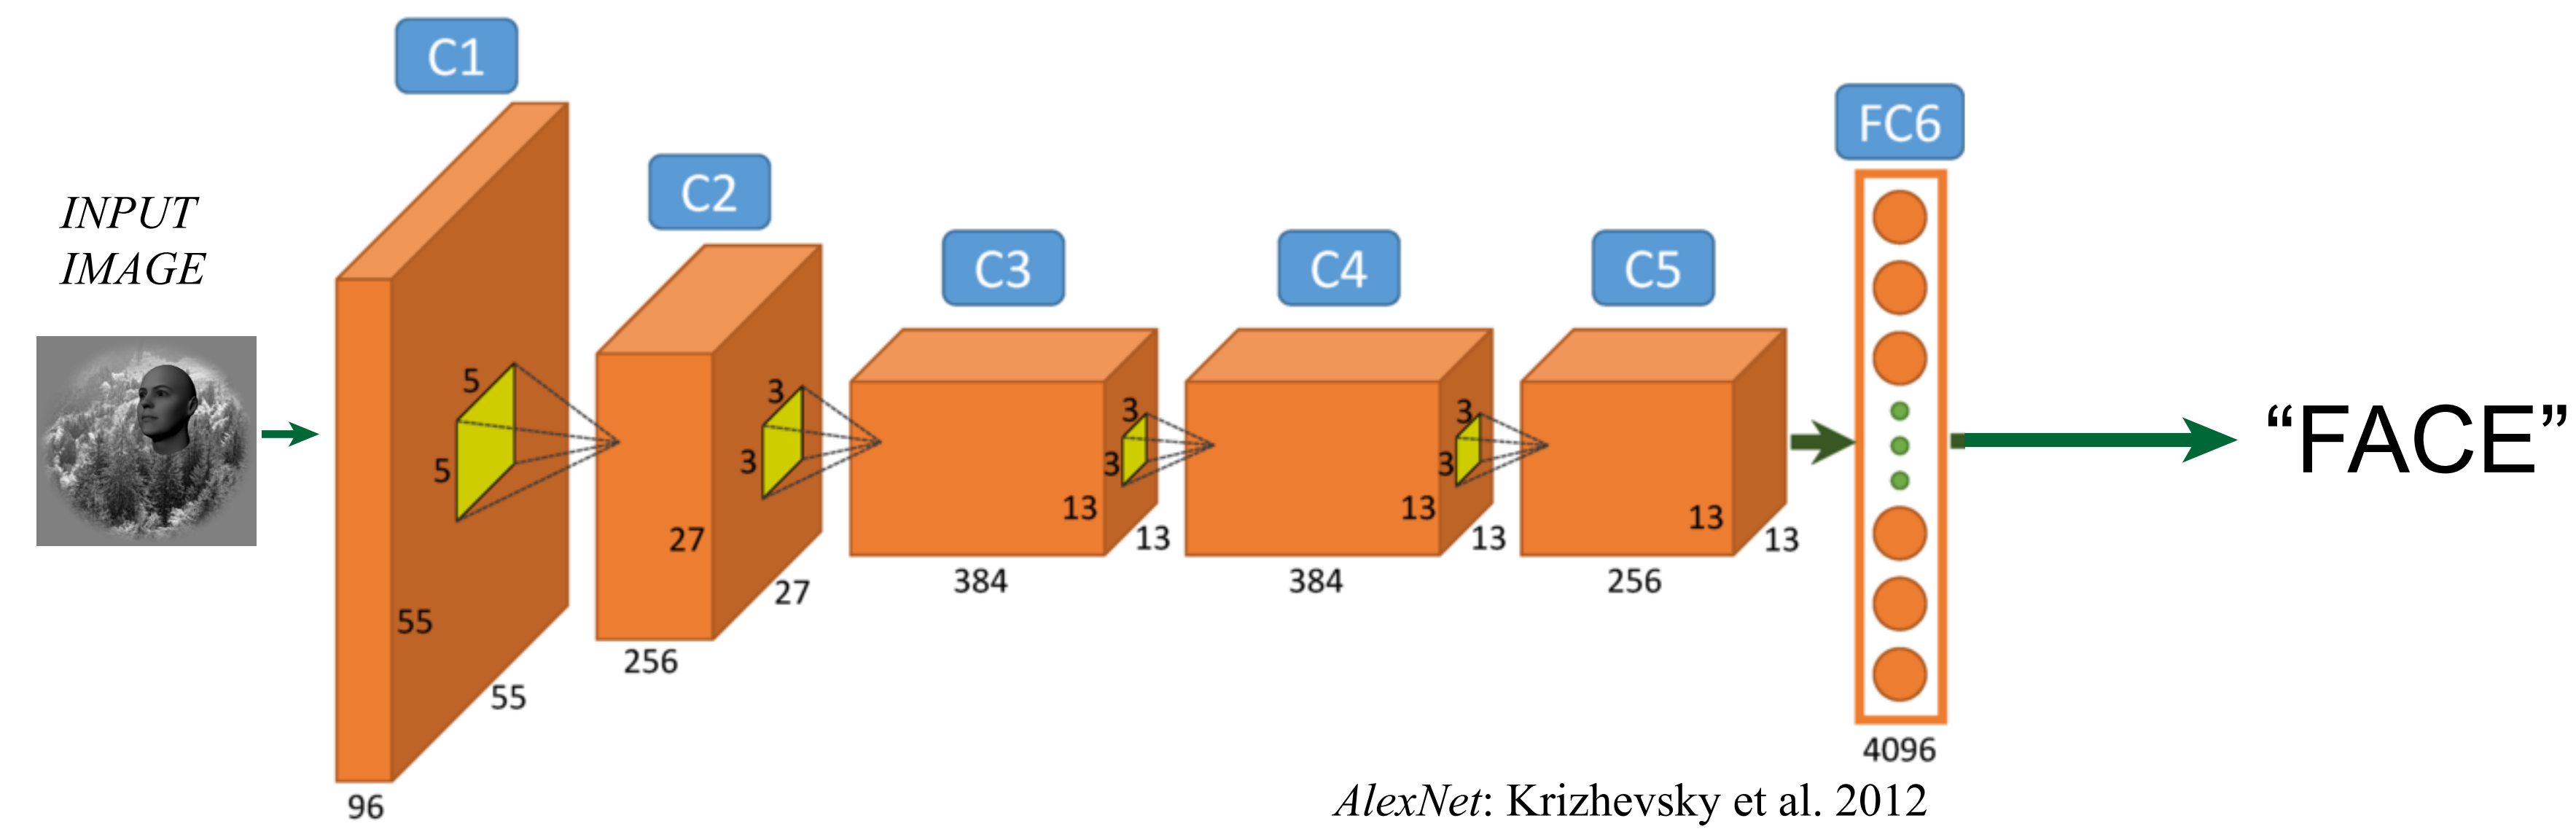 C1
C2
C3
C4
C5
FC6
INPUT
IMAGE
5
5
55
55
96
3
3
27
27
256
3
3
13
13
384
3
3
13
13
384
13
13
256
4096
“FACE”
AlexNet: Krizhevsky et al. 2012